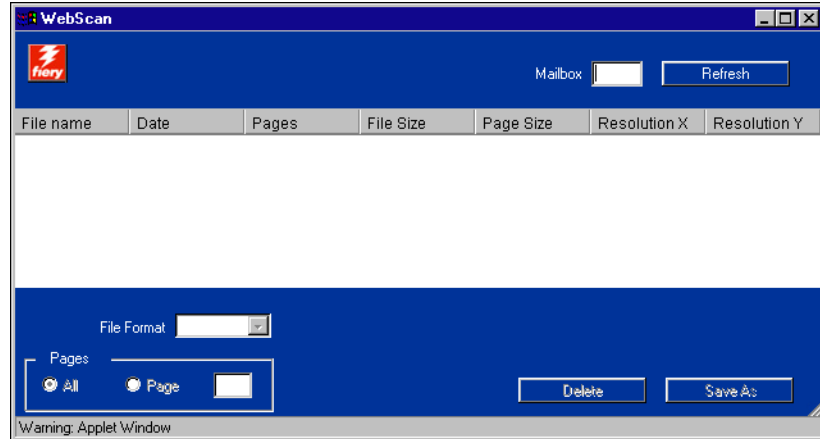 WebScan
fiery
Mailbox Refresh
File name Date Pages File Size Page Size Resolution X Resolution Y
File Format
Pages
All Page
Delete Save As
Warning: Applet Window